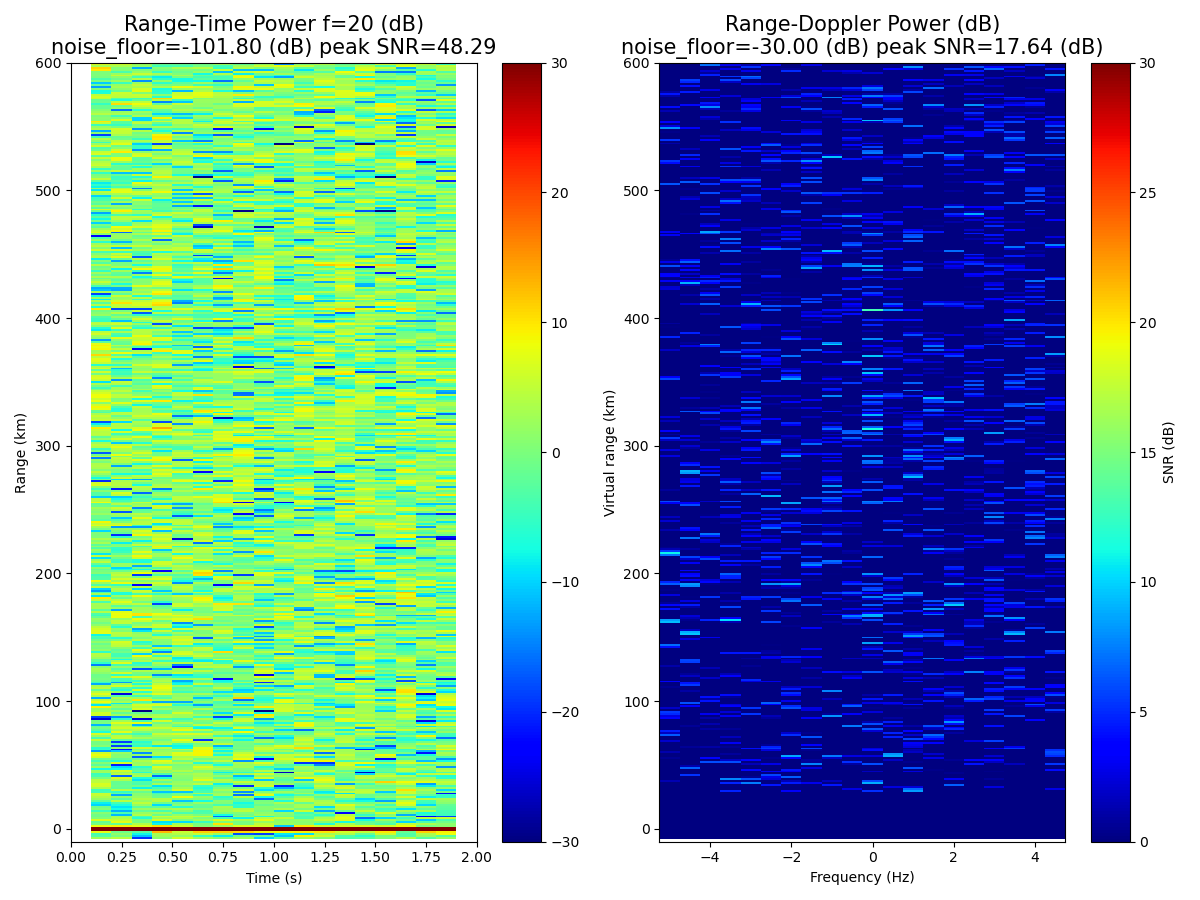 Range-Time Power f=20 (dB)
noise_floor=-101.80 (dB) peak SNR=48.29
600
500
400
300
200
100
0
Range (km)
0.00 0.25 0.50 0.75 1.00 1.25 1.50 1.75 2.00
Time (s)
30
20
10
0
−10
−20
−30
Range-Doppler Power (dB)
noise_floor=-30.00 (dB) peak SNR=17.64 (dB)
600
500
400
300
200
100
0
Virtual range (km)
−4 −2 0 2 4
Frequency (Hz)
30
25
20
15
10
5
0
SNR (dB)